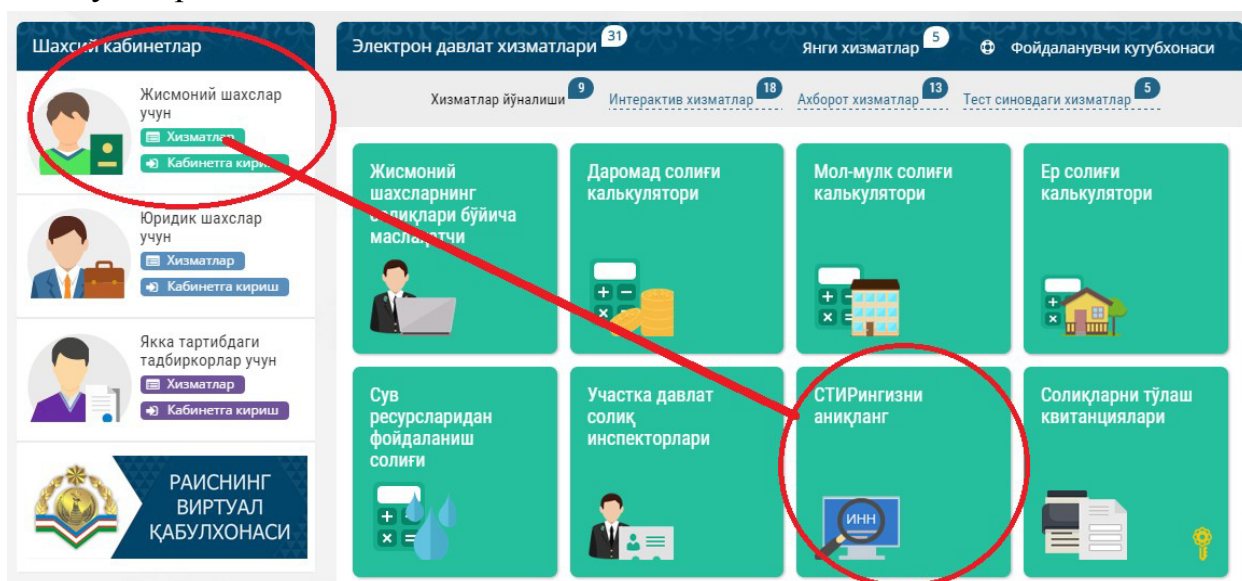 Шахсий кабинетлар
Жисмоний шахслар
учун
Хизматлар
Кабинетга кириш
Юридик шахслар
учун
Хизматлар
Кабинетга кириш
Якка тартибдаги
тадбиркорлар учун
Хизматлар
Кабинетга кириш
РАИСНИНГ
ВИРТУАЛ
ҚАБУЛХОНАСИ
Электрон давлат хизматлари 31
Янги хизматлар 5
Фойдаланувчи кутубхонаси
Хизматлар йўналиши 9
Интерактив хизматлар 18
Ахборот хизматлар 13
Тест синовдаги хизматлар 5
Жисмоний
шахсларнинг
солиқлари бўйича
маслаҳатчи
Даромад солиғи
калькулятори
Мол-мулк солиғи
калькулятори
Ер солиғи
калькулятори
Сув
ресурсларидан
фойдаланиш
солиғи
Участка давлат
солиқ
инспекторлари
СТИРингизни
аниқланг
ИНН
Солиқларни тўлаш
квитанциялари